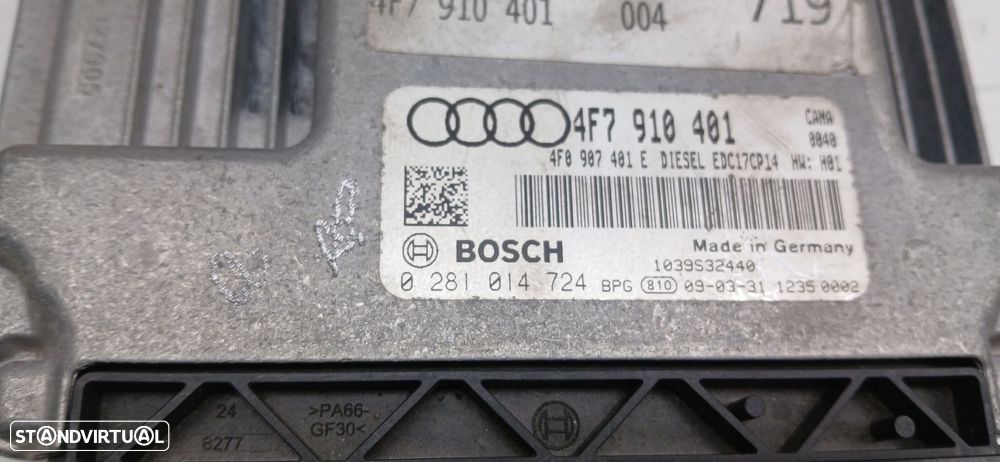 4F7 910 401 004 719
127905
4F7 910 401 CAMA
0040
4F0 907 401 E DIESEL EDC17CP14 HW: H01
BOSCH
Made in Germany
1039S32440
0 281 014 724 BPG 810 09-03-31 1235 0002
24
8277
>PA66-
GF30<
STANDVIRTUAL